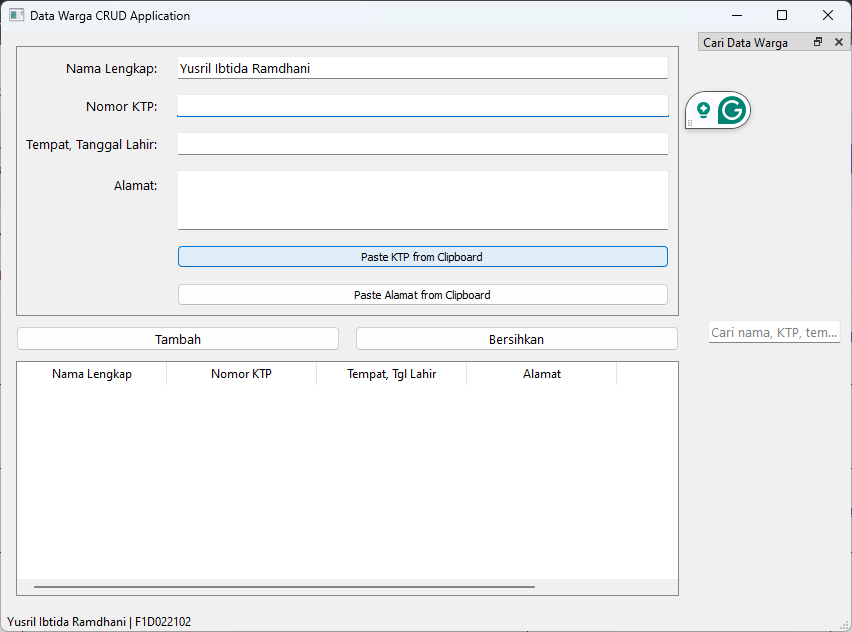 Data Warga CRUD Application
Cari Data Warga
Nama Lengkap: Yusril Ibtida Ramdhani
Nomor KTP:
Tempat, Tanggal Lahir:
Alamat:
Paste KTP from Clipboard
Paste Alamat from Clipboard
Tambah Bersihkan
Cari nama, KTP, tem...
Nama Lengkap Nomor KTP Tempat, Tgl Lahir Alamat
Yusril Ibtida Ramdhani | F1D022102